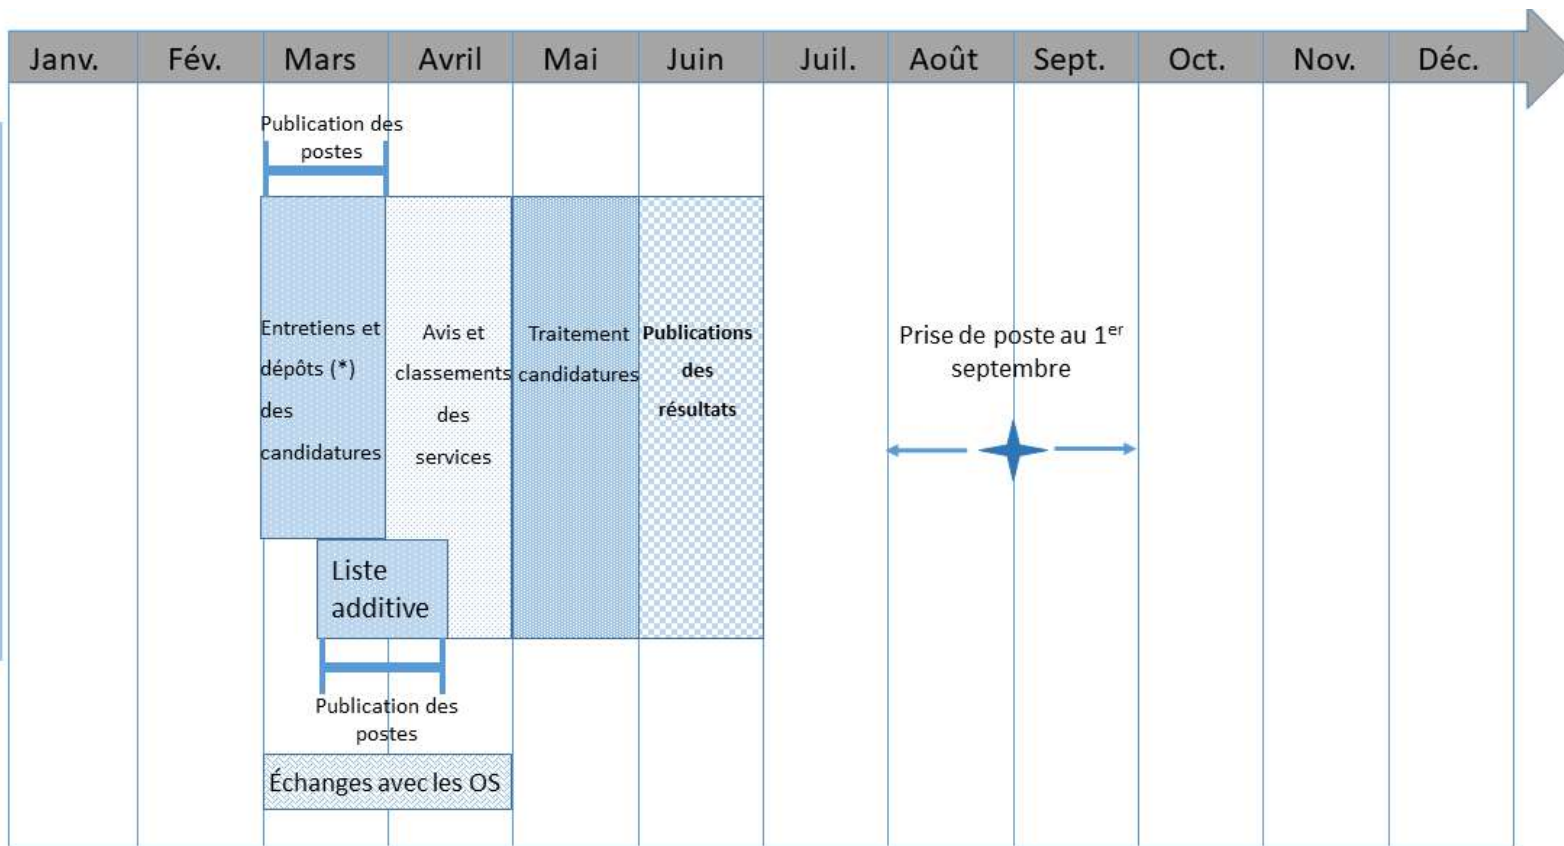 Janv. Fév. Mars Avril Mai Juin Juil. Août Sept. Oct. Nov. Déc.
Publication des
postes
Entretiens et
dépôts (*)
des
candidatures
Avis et
classements
des
services
Traitement
candidatures
Publications
des
résultats
Prise de poste au 1er
septembre
Liste
additive
Publication des
postes
Échanges avec les OS